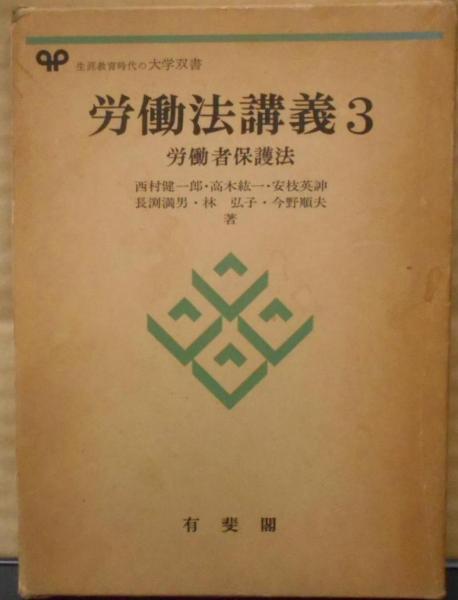 生涯教育時代の大学双書
労働法講義3
労働者保護法
西村健一郎・高木紘一・安枝英訷
長渕満男・林 弘子・今野順夫
著
有斐閣